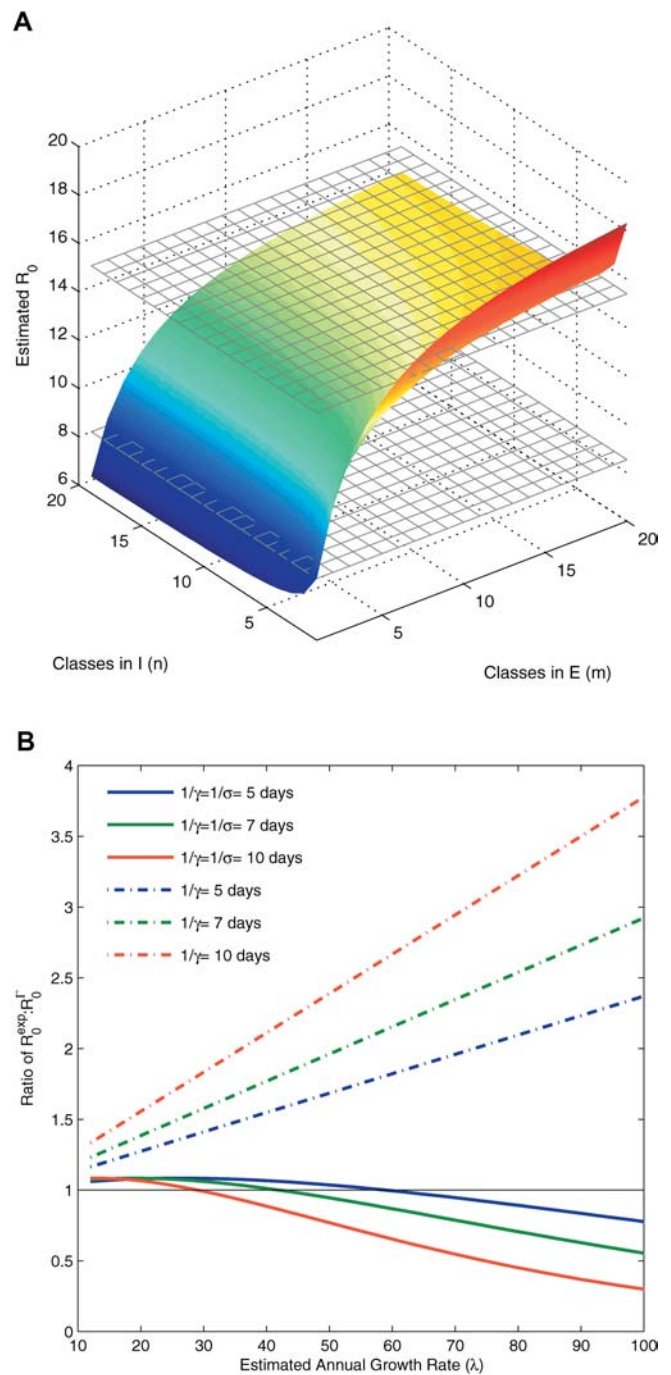 A
Estimated R0
20
18
16
14
12
10
8
6
20
15
10
5
Classes in I (n)
5
10
15
20
Classes in E (m)
B
Ratio of R0^exp:R0^Γ
4
3.5
3
2.5
2
1.5
1
0.5
0
1/γ=1/σ= 5 days
1/γ=1/σ= 7 days
1/γ=1/σ= 10 days
1/γ= 5 days
1/γ= 7 days
1/γ= 10 days
10 20 30 40 50 60 70 80 90 100
Estimated Annual Growth Rate (λ)